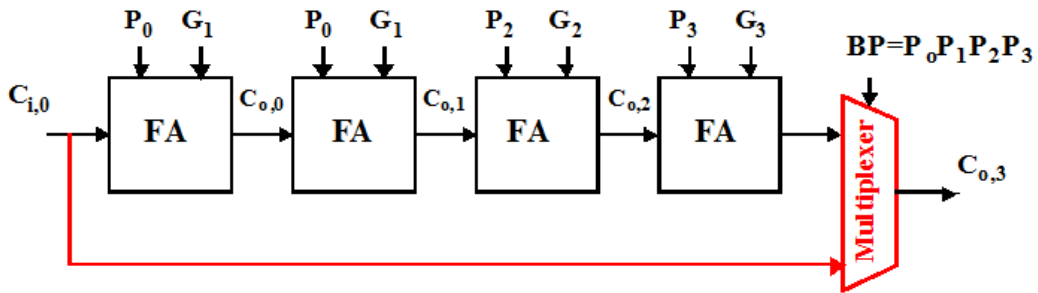 P0 G1 P0 G1 P2 G2 P3 G3
BP=PoP1P2P3
Ci,0
Co,0
Co,1
Co,2
FA FA FA FA
Multiplexer
Co,3